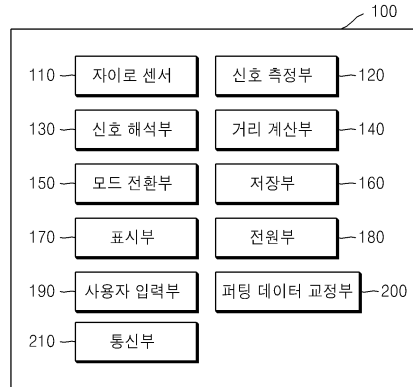 100
110 자이로 센서 신호 측정부 120
130 신호 해석부 거리 계산부 140
150 모드 전환부 저장부 160
170 표시부 전원부 180
190 사용자 입력부 퍼팅 데이터 교정부 200
210 통신부